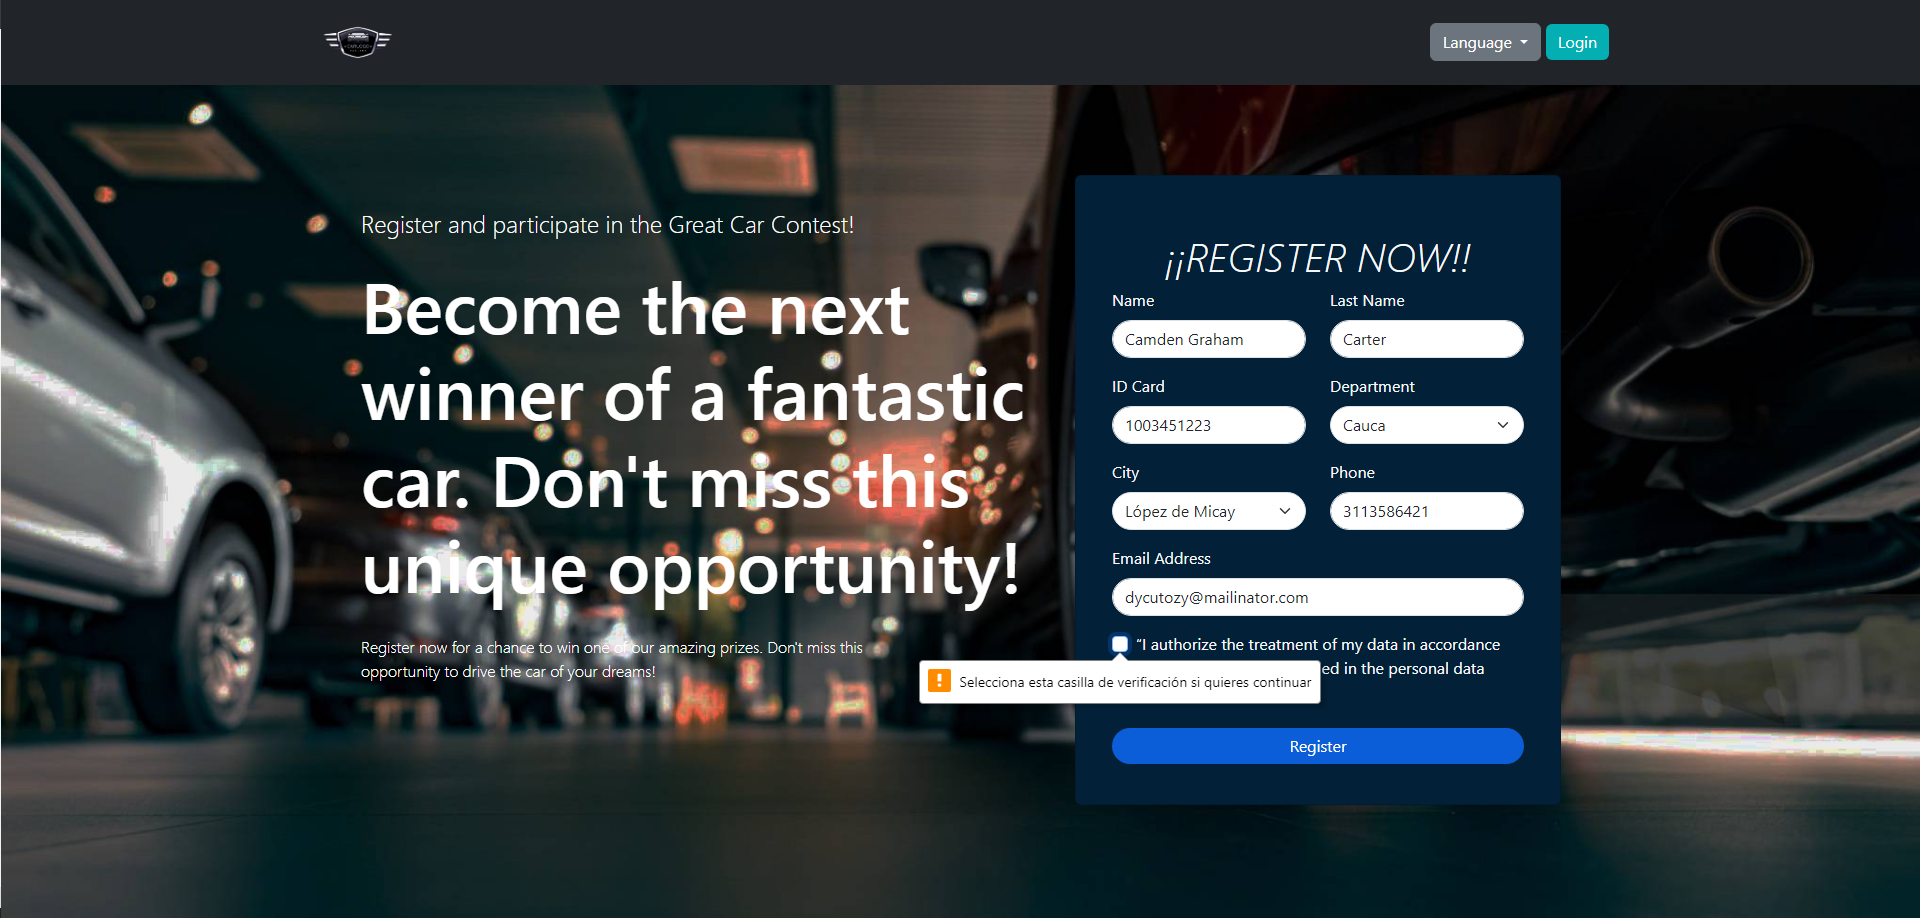 Language
Login
Register and participate in the Great Car Contest!
Become the next
winner of a fantastic
car. Don't miss this
unique opportunity!
Register now for a chance to win one of our amazing prizes. Don't miss this
opportunity to drive the car of your dreams!
¡¡REGISTER NOW!!
Name
Last Name
Camden Graham
Carter
ID Card
Department
1003451223
Cauca
City
Phone
López de Micay
3113586421
Email Address
dycutozy@mailinator.com
“I authorize the treatment of my data in accordance
in the personal data
Selecciona esta casilla de verificación si quieres continuar
Register